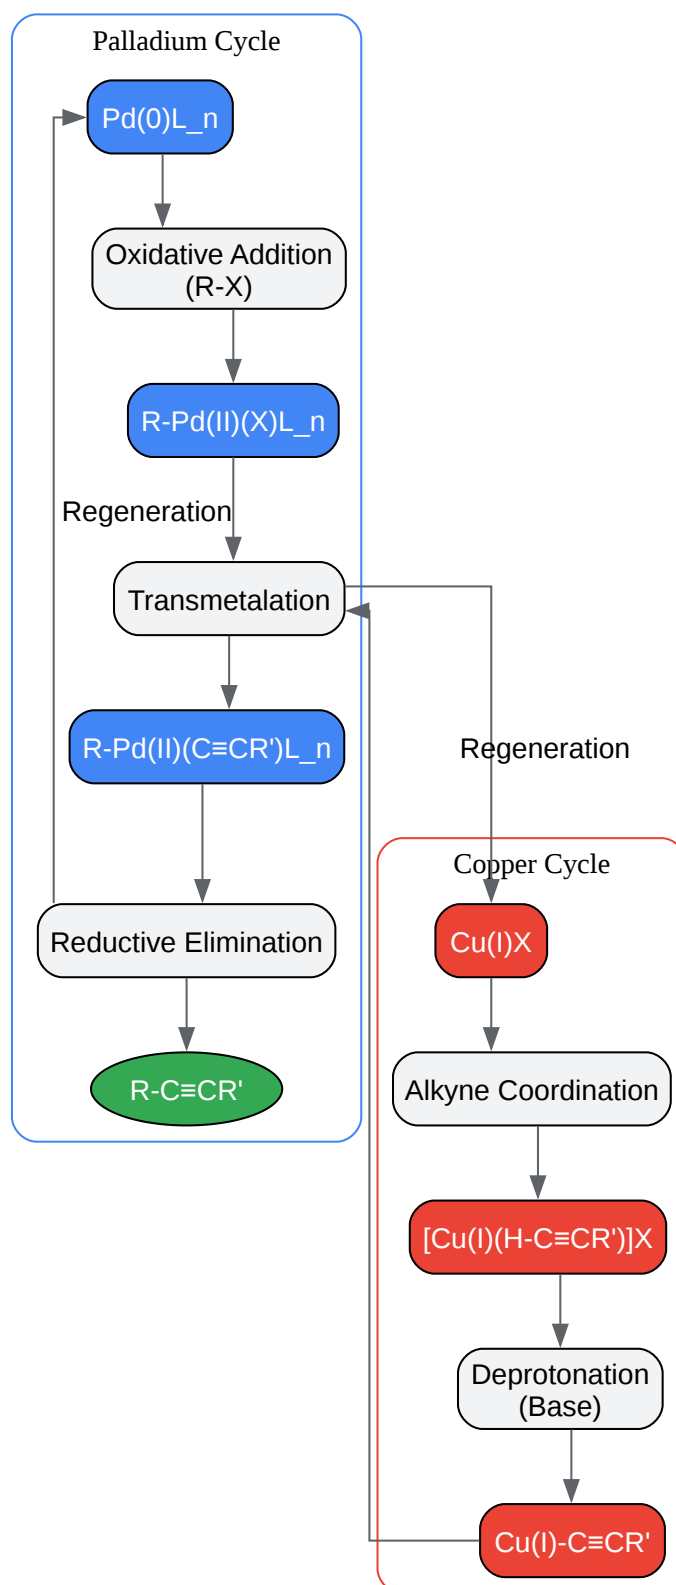 Palladium Cycle
Pd(0)L_n
Oxidative Addition
(R-X)
R-Pd(II)(X)L_n
Regeneration
Transmetalation
R-Pd(II)(C≡CR')L_n
Regeneration
Copper Cycle
Reductive Elimination
Cu(I)X
R-C≡CR'
Alkyne Coordination
[Cu(I)(H-C≡CR')]X
Deprotonation
(Base)
Cu(I)-C≡CR'